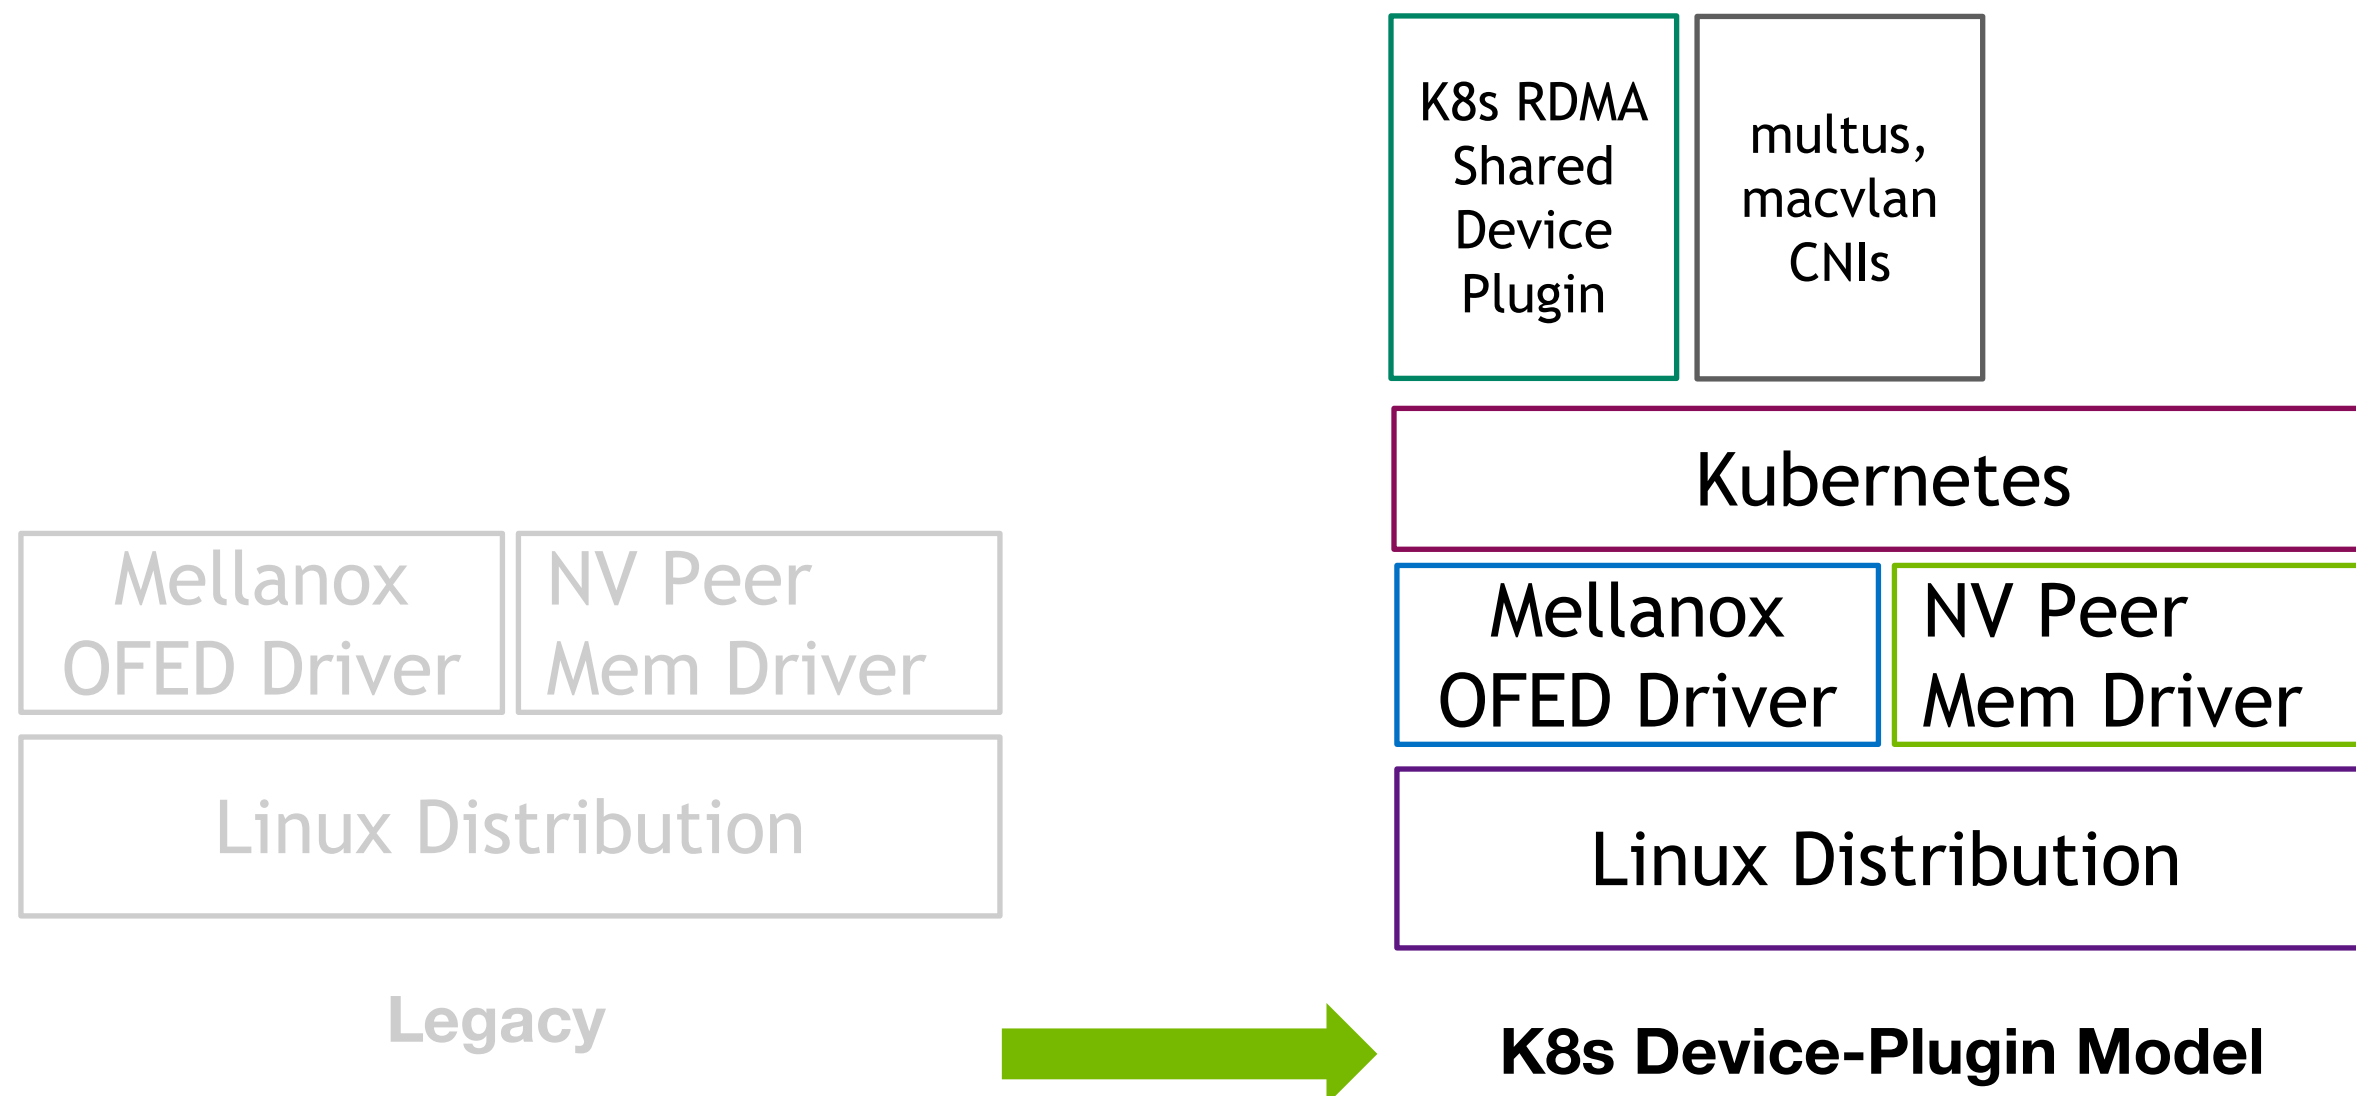 K8s RDMA
Shared
Device
Plugin
multus,
macvlan
CNIs
Kubernetes
Mellanox
OFED Driver
NV Peer
Mem Driver
Linux Distribution
Legacy
Mellanox
OFED Driver
NV Peer
Mem Driver
Linux Distribution
K8s Device-Plugin Model